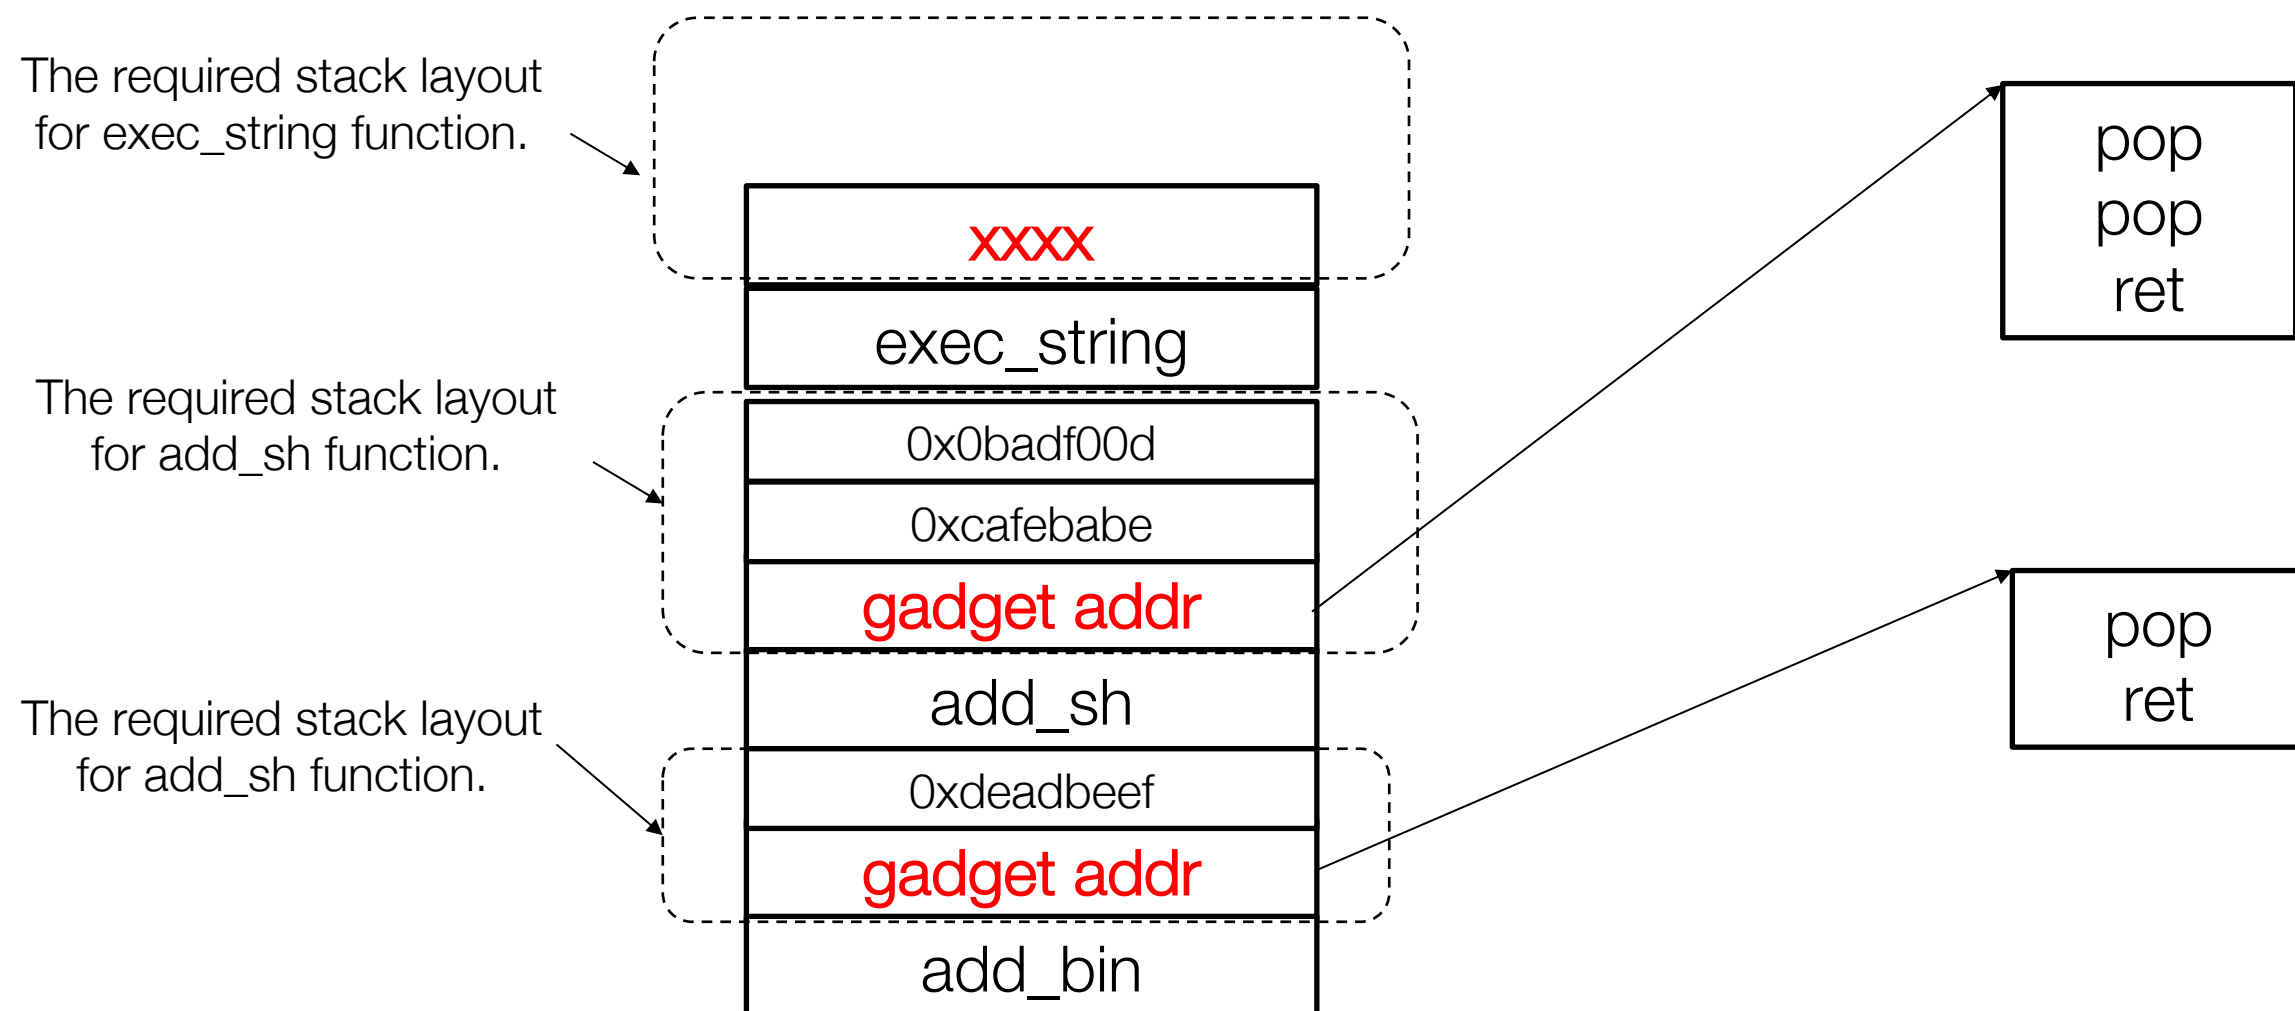 The required stack layout
for exec_string function.
xxxx
exec_string
pop
pop
ret
The required stack layout
for add_sh function.
0x0badf00d
0xcafebabe
gadget addr
add_sh
pop
ret
The required stack layout
for add_sh function.
0xdeadbeef
gadget addr
add_bin